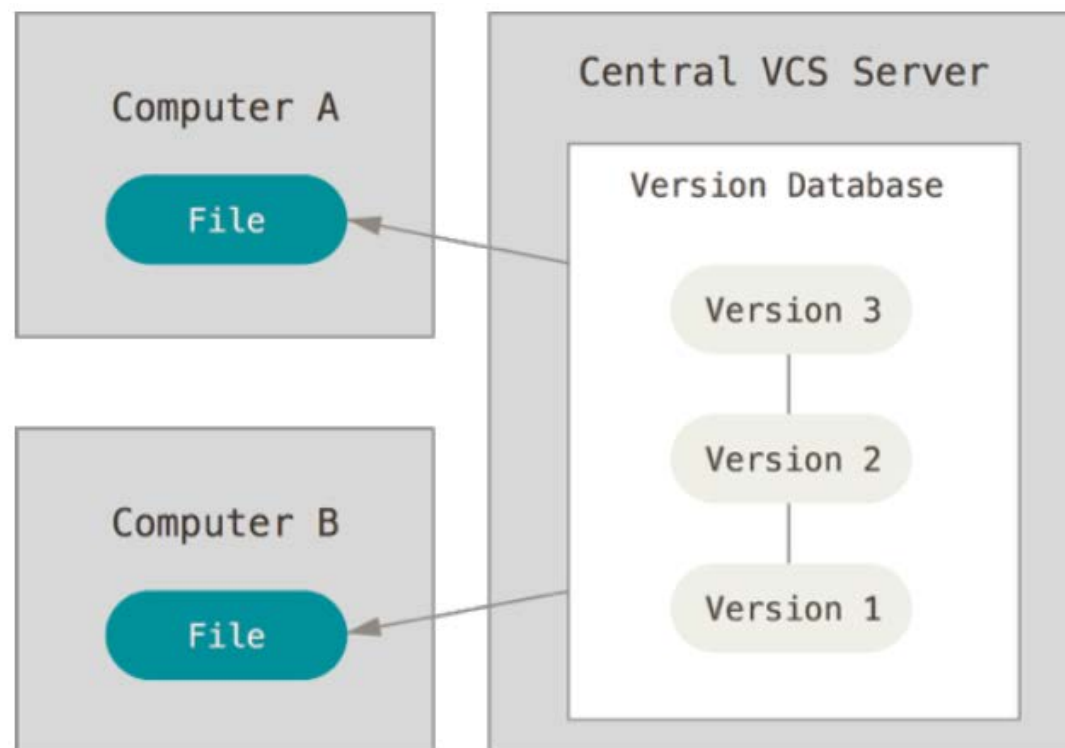 Computer A
File
Computer B
File
Central VCS Server
Version Database
Version 3
Version 2
Version 1